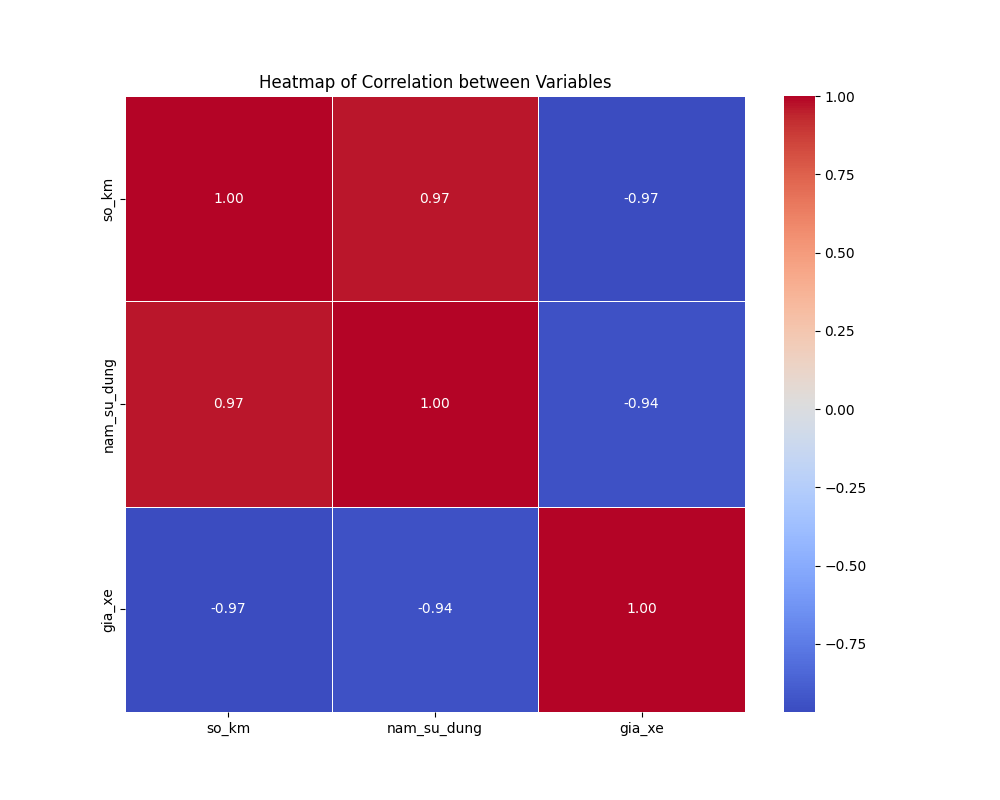 Heatmap of Correlation between Variables
so_km
1.00
0.97
-0.97
nam_su_dung
0.97
1.00
-0.94
gia_xe
-0.97
-0.94
1.00
so_km
nam_su_dung
gia_xe
1.00
0.75
0.50
0.25
0.00
−0.25
−0.50
−0.75